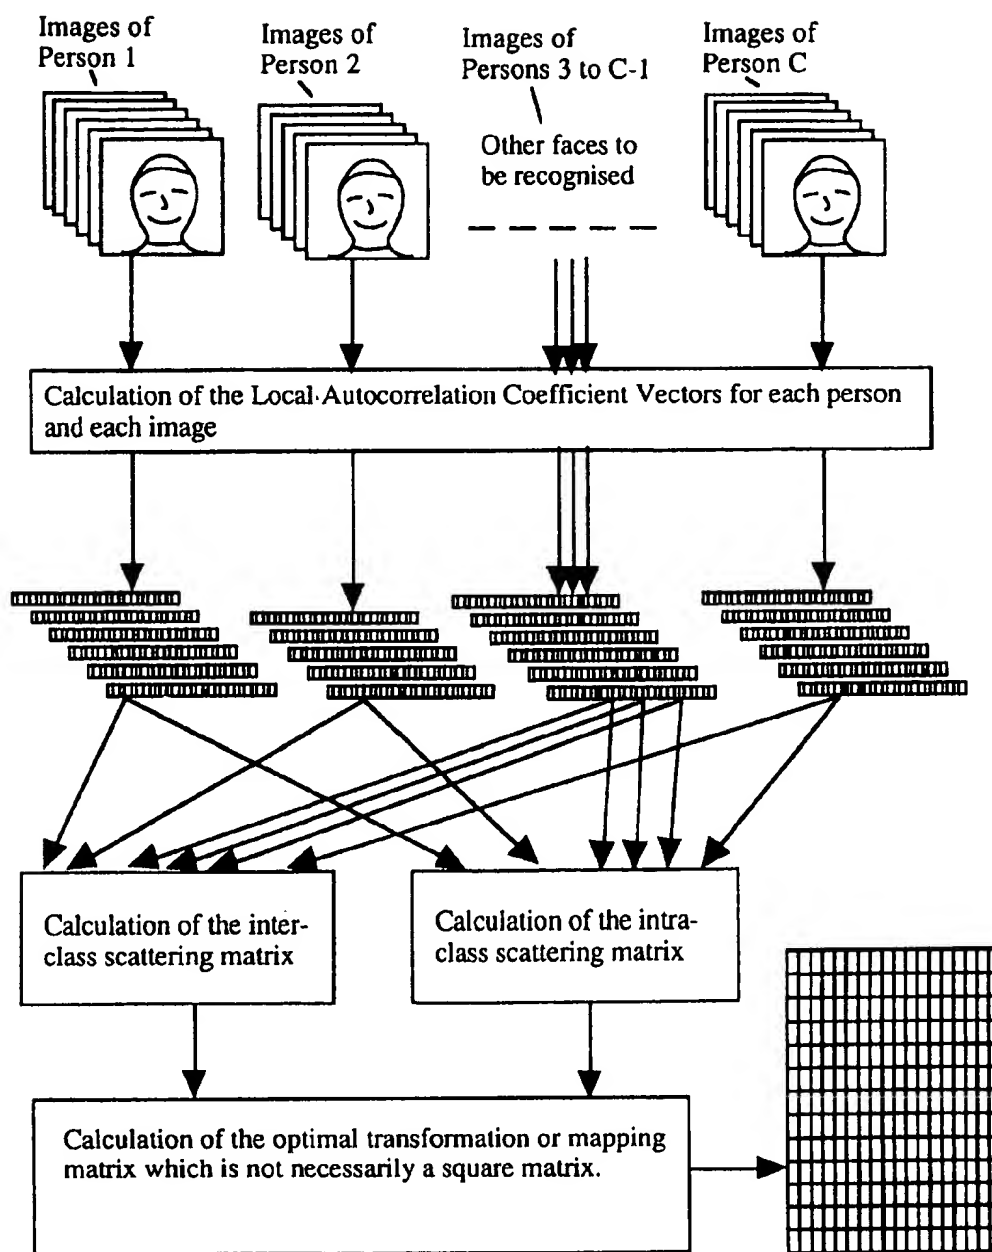 Images of
Person 1
Images of
Person 2
Images of
Persons 3 to C-1
Images of
Person C
Other faces to
be recognised
Calculation of the Local-Autocorrelation Coefficient Vectors for each person
and each image
Calculation of the inter-
class scattering matrix
Calculation of the intra-
class scattering matrix
Calculation of the optimal transformation or mapping
matrix which is not necessarily a square matrix.